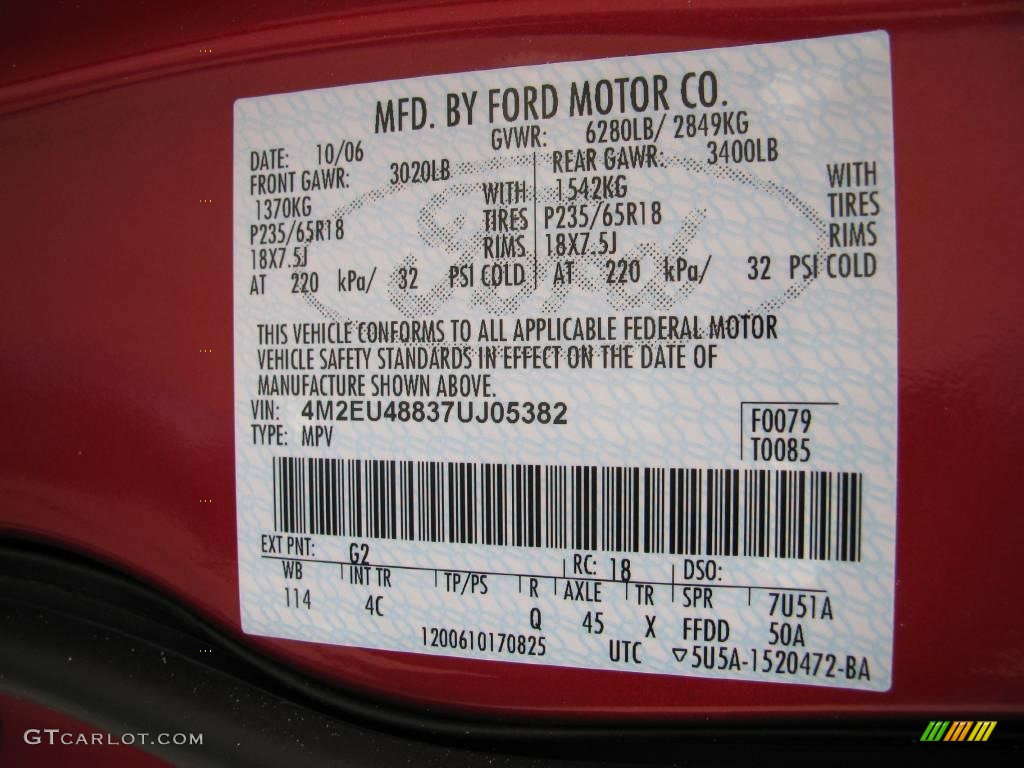 MFD. BY FORD MOTOR CO.
DATE: 10/06 GVWR: 6280LB/ 2849KG
FRONT GAWR: 3020LB REAR GAWR: 3400LB
1370KG WITH 1542KG WITH
P235/65R18 TIRES P235/65R18 TIRES
18X7.5J RIMS 18X7.5J RIMS
AT 220 kPa/ 32 PSI COLD AT 220 kPa/ 32 PSI COLD
Ford
THIS VEHICLE CONFORMS TO ALL APPLICABLE FEDERAL MOTOR
VEHICLE SAFETY STANDARDS IN EFFECT ON THE DATE OF
MANUFACTURE SHOWN ABOVE.
VIN: 4M2EU48837UJ05382 F0079
TYPE: MPV T0085
EXT PNT: G2 RC: 18 DSO:
WB INT TR TP/PS R AXLE TR SPR 7U51A
114 4C Q 45 X FFDD 50A
1200610170825 UTC ▽5U5A-1520472-BA
GTCARLOT.COM